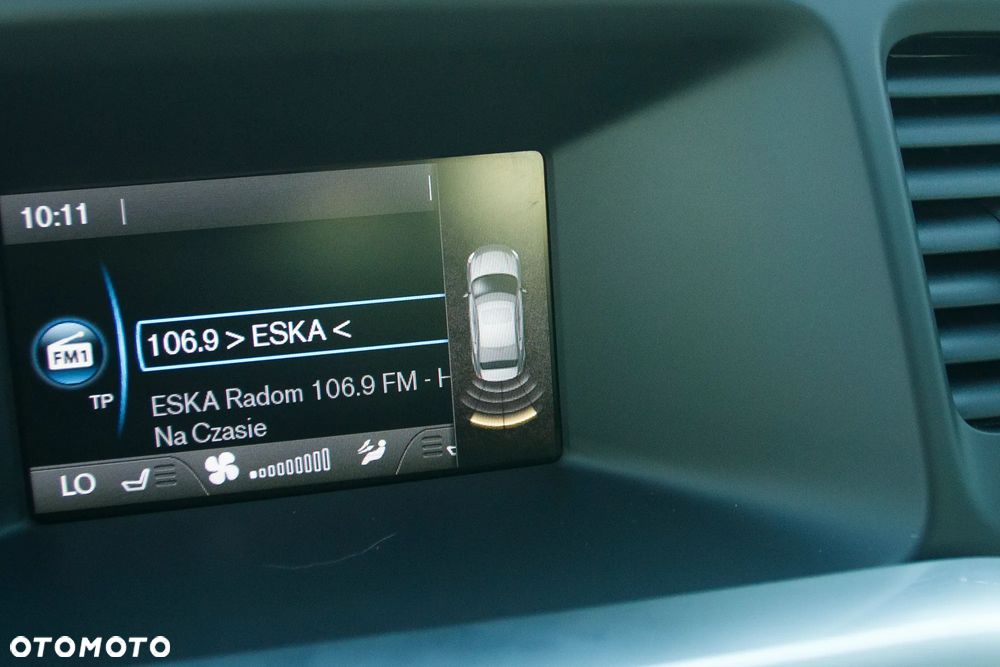 10:11
FM1
TP
106.9 > ESKA <
ESKA Radom 106.9 FM - H
Na Czasie
LO
OTOMOTO